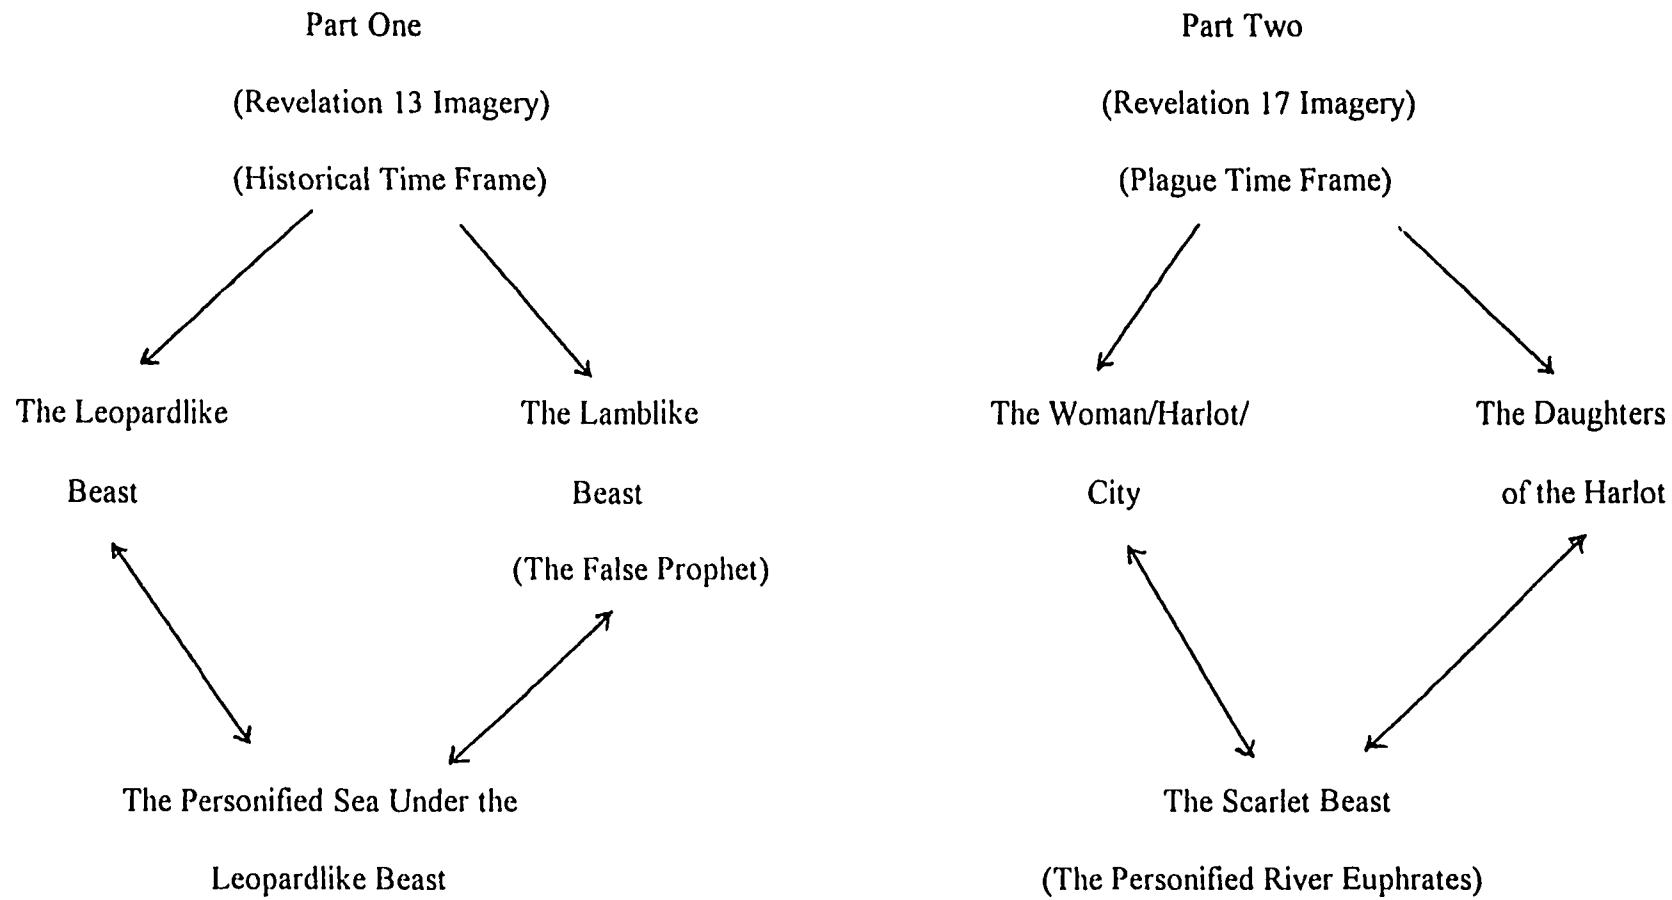 Part One
(Revelation 13 Imagery)
(Historical Time Frame)
The Leopardlike
Beast
The Lamblike
Beast
(The False Prophet)
The Personified Sea Under the
Leopardlike Beast
Part Two
(Revelation 17 Imagery)
(Plague Time Frame)
The Woman/Harlot/
City
The Daughters
of the Harlot
The Scarlet Beast
(The Personified River Euphrates)